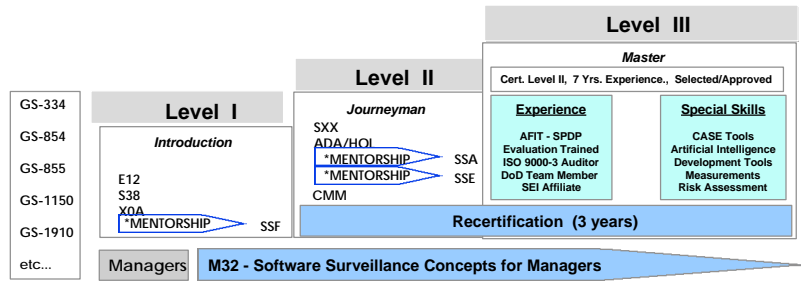 GS-334
GS-854
GS-855
GS-1150
GS-1910
etc...
Level I
Introduction
E12
S38
X0A
*MENTORSHIP SSF
Level II
Journeyman
SXX
ADA/HOL
*MENTORSHIP SSA
*MENTORSHIP SSE
CMM
Level III
Master
Cert. Level II, 7 Yrs. Experience., Selected/Approved
Experience
AFIT - SPDP
Evaluation Trained
ISO 9000-3 Auditor
DoD Team Member
SEI Affiliate
Special Skills
CASE Tools
Artificial Intelligence
Development Tools
Measurements
Risk Assessment
Recertification (3 years)
Managers
M32 - Software Surveillance Concepts for Managers